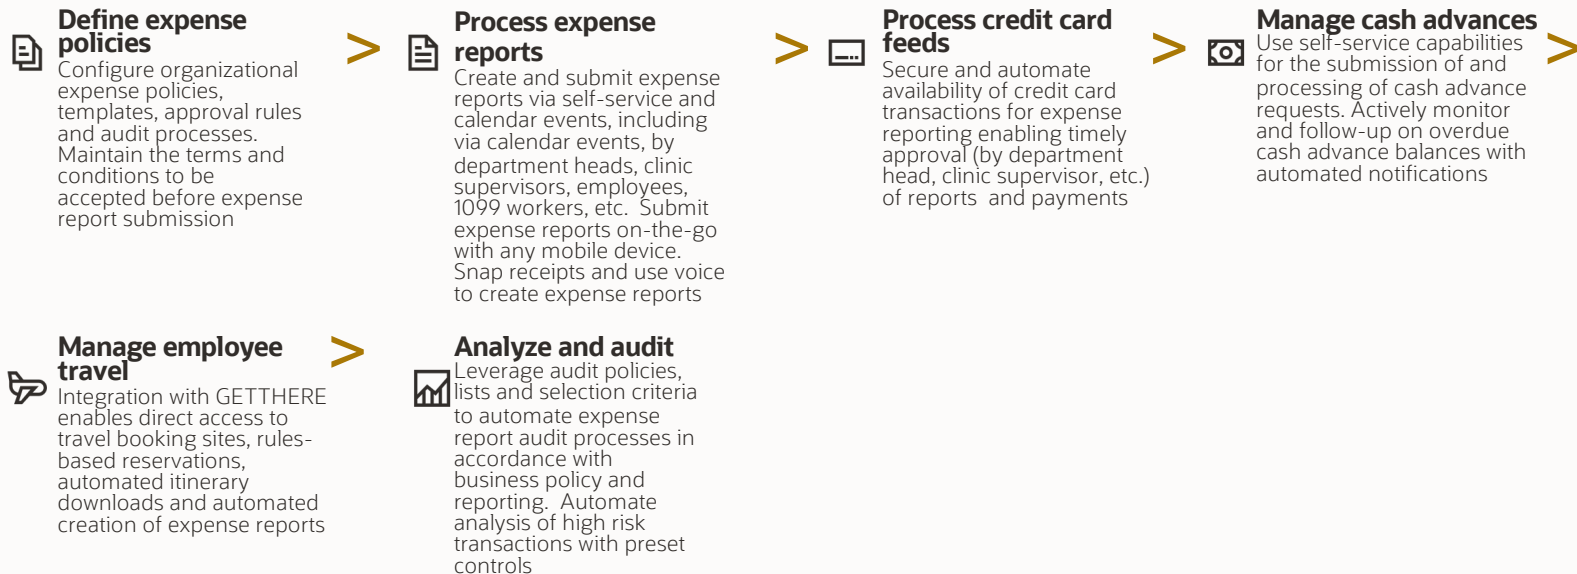 Define expense
policies
Configure organizational
expense policies,
templates, approval rules
and audit processes.
Maintain the terms and
conditions to be
accepted before expense
report submission
>
Process expense
reports
Create and submit expense
reports via self-service and
calendar events, including
via calendar events, by
department heads, clinic
supervisors, employees,
1099 workers, etc.  Submit
expense reports on-the-go
with any mobile device.
Snap receipts and use voice
to create expense reports
>
Process credit card
feeds
Secure and automate
availability of credit card
transactions for expense
reporting enabling timely
approval (by department
head, clinic supervisor, etc.)
of reports  and payments
>
Manage cash advances
Use self-service capabilities
for the submission of and
processing of cash advance
requests. Actively monitor
and follow-up on overdue
cash advance balances with
automated notifications
>
Manage employee
travel
Integration with GETTHERE
enables direct access to
travel booking sites, rules-
based reservations,
automated itinerary
downloads and automated
creation of expense reports
>
Analyze and audit
Leverage audit policies,
lists and selection criteria
to automate expense
report audit processes in
accordance with
business policy and
reporting.  Automate
analysis of high risk
transactions with preset
controls